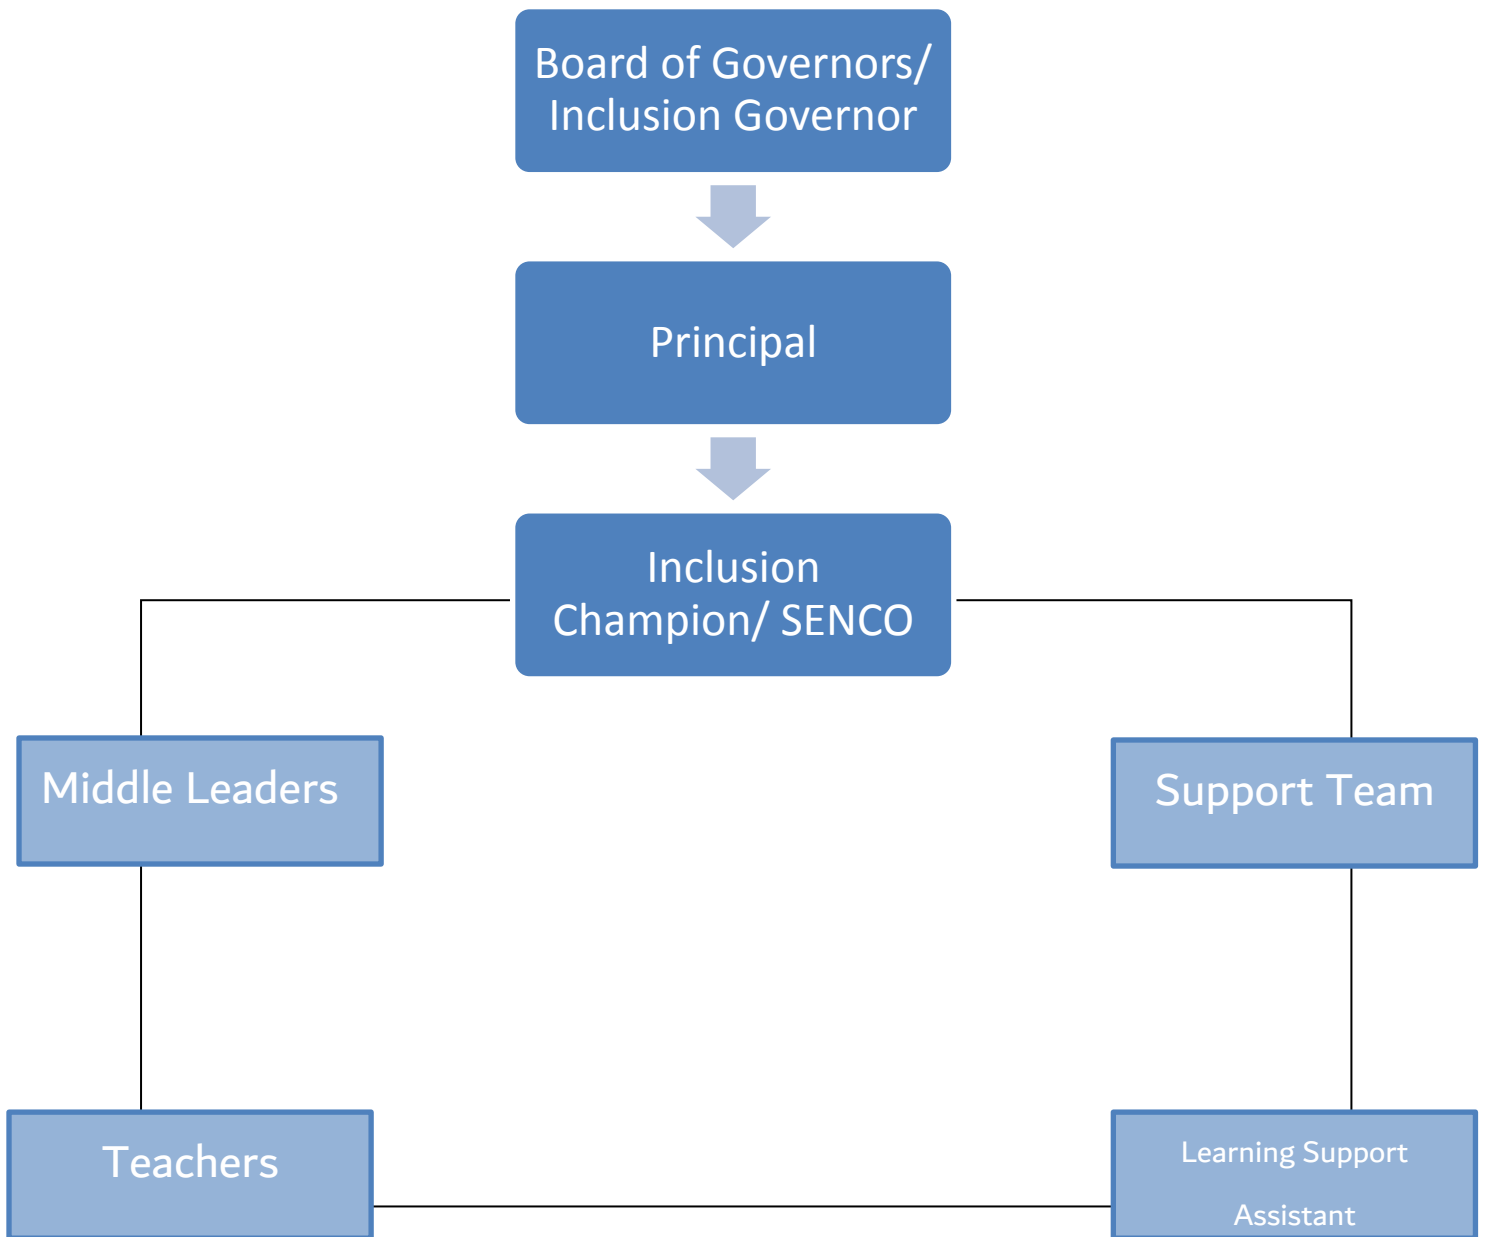 Board of Governors/
Inclusion Governor
Principal
Inclusion
Champion/ SENCO
Middle Leaders
Support Team
Teachers
Learning Support
Assistant